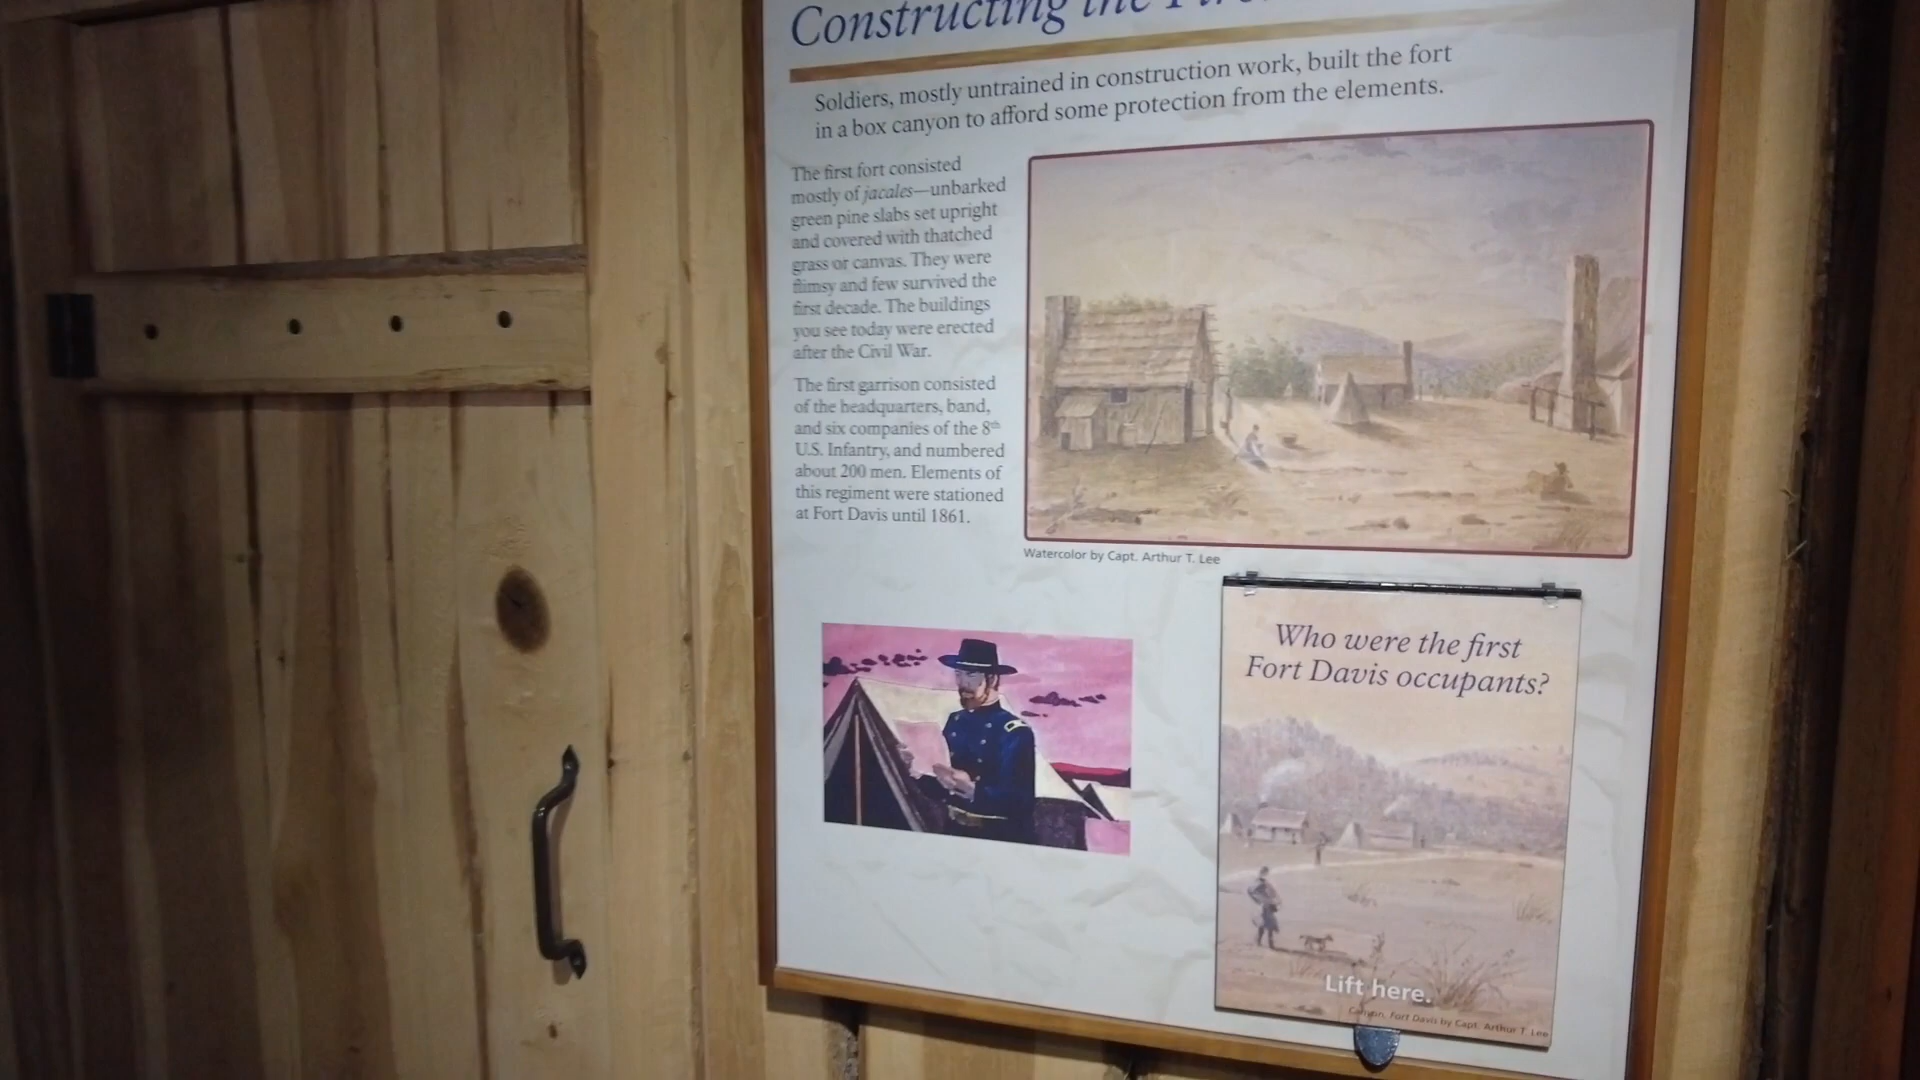 Constructing the
Soldiers, mostly untrained in construction work, built the fort
in a box canyon to afford some protection from the elements.
The first fort consisted
mostly of jacales—unbarked
green pine slabs set upright
and covered with thatched
grass or canvas. They were
flimsy and few survived the
first decade. The buildings
you see today were erected
after the Civil War.
The first garrison consisted
of the headquarters, band,
and six companies of the 8th
U.S. Infantry, and numbered
about 200 men. Elements of
this regiment were stationed
at Fort Davis until 1861.
Watercolor by Capt. Arthur T. Lee
Who were the first
Fort Davis occupants?
Lift here.
Canyon, Fort Davis by Capt. Arthur T. Lee